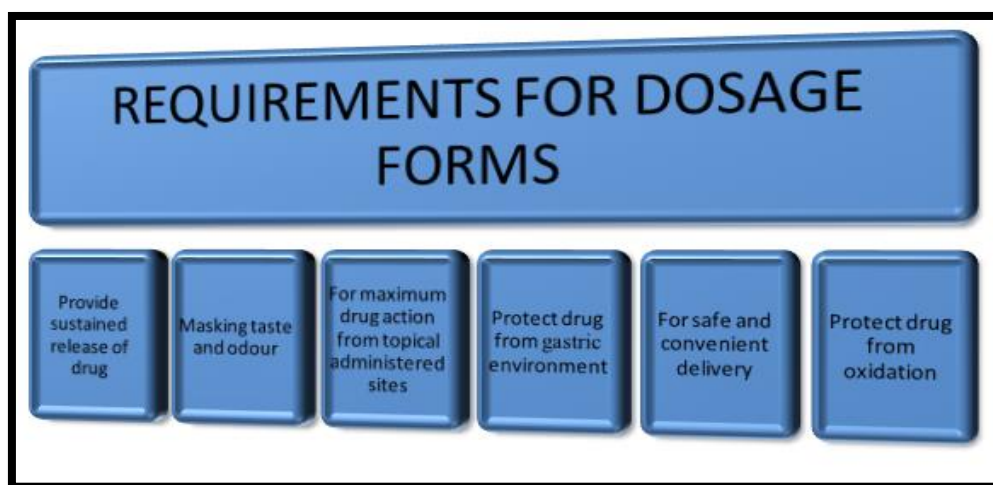 REQUIREMENTS FOR DOSAGE
FORMS
Provide
sustained
release of
drug
Masking taste
and odour
For maximum
drug action
from topical
administered
sites
Protect drug
from gastric
environment
For safe and
convenient
delivery
Protect drug
from
oxidation